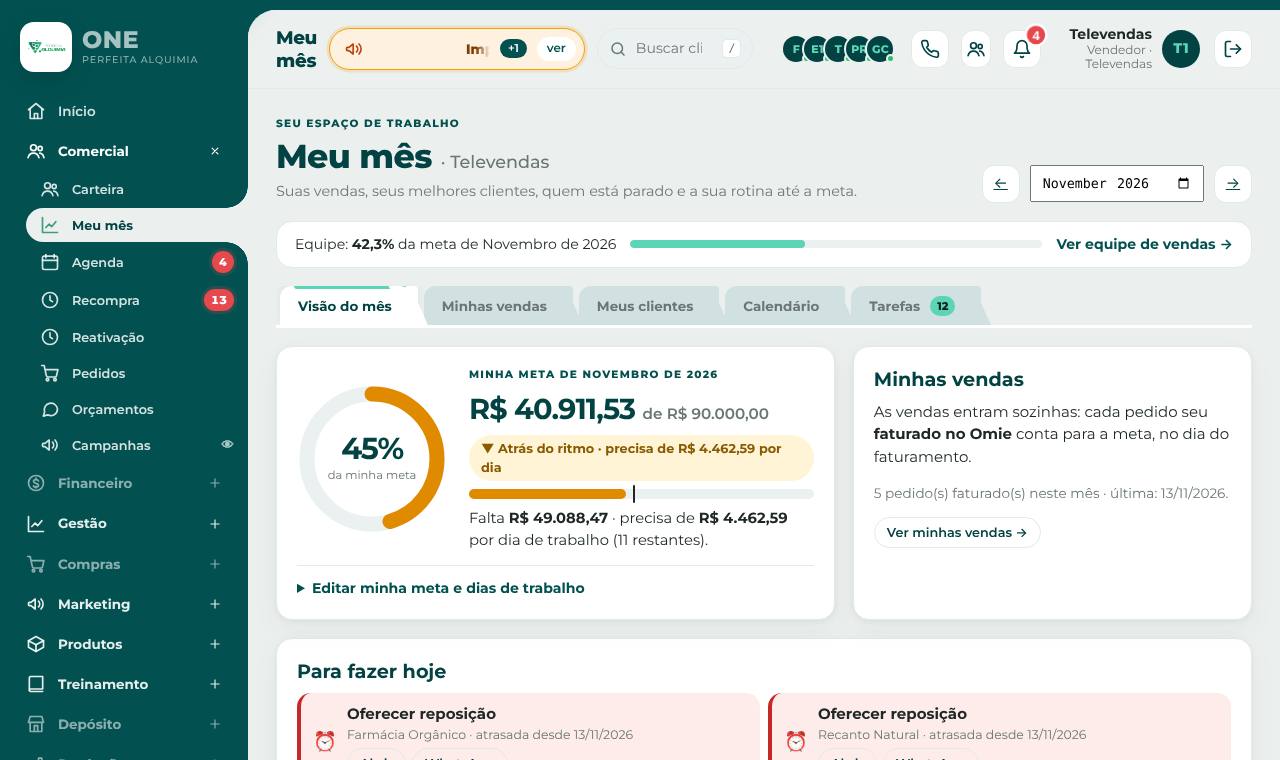 ONE
PERFEITA ALQUIMIA
Início
Comercial
Carteira
Meu mês
Agenda 4
Recompra 13
Reativação
Pedidos
Orçamentos
Campanhas
Financeiro +
Gestão +
Compras +
Marketing +
Produtos +
Treinamento +
Depósito +
Meu mês
+1
ver
Buscar cli
/
F E1 T PR GC
4
Televendas
Vendedor · Televendas
T1
SEU ESPAÇO DE TRABALHO
Meu mês · Televendas
Suas vendas, seus melhores clientes, quem está parado e a sua rotina até a meta.
← November 2026 →
Equipe: 42,3% da meta de Novembro de 2026
Ver equipe de vendas →
Visão do mês
Minhas vendas
Meus clientes
Calendário
Tarefas 12
45%
da minha meta
MINHA META DE NOVEMBRO DE 2026
R$ 40.911,53 de R$ 90.000,00
▼ Atrás do ritmo · precisa de R$ 4.462,59 por
dia
Falta R$ 49.088,47 · precisa de R$ 4.462,59
por dia de trabalho (11 restantes).
▶ Editar minha meta e dias de trabalho
Minhas vendas
As vendas entram sozinhas: cada pedido seu
faturado no Omie conta para a meta, no dia do
faturamento.
5 pedido(s) faturado(s) neste mês · última: 13/11/2026.
Ver minhas vendas →
Para fazer hoje
Oferecer reposição
Farmácia Orgânico · atrasada desde 13/11/2026
Oferecer reposição
Recanto Natural · atrasada desde 13/11/2026